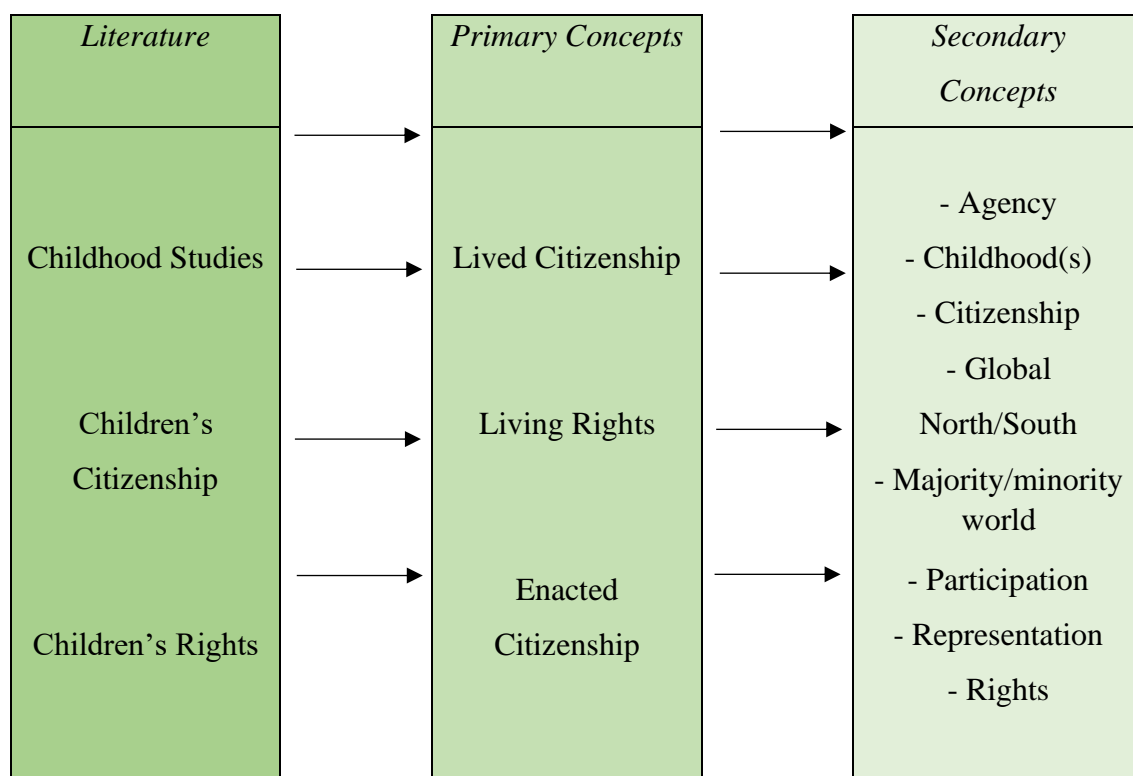 Literature
Childhood Studies
Children’s
Citizenship
Children’s Rights
Primary Concepts
Lived Citizenship
Living Rights
Enacted
Citizenship
Secondary
Concepts
- Agency
- Childhood(s)
- Citizenship
- Global
North/South
- Majority/minority
world
- Participation
- Representation
- Rights